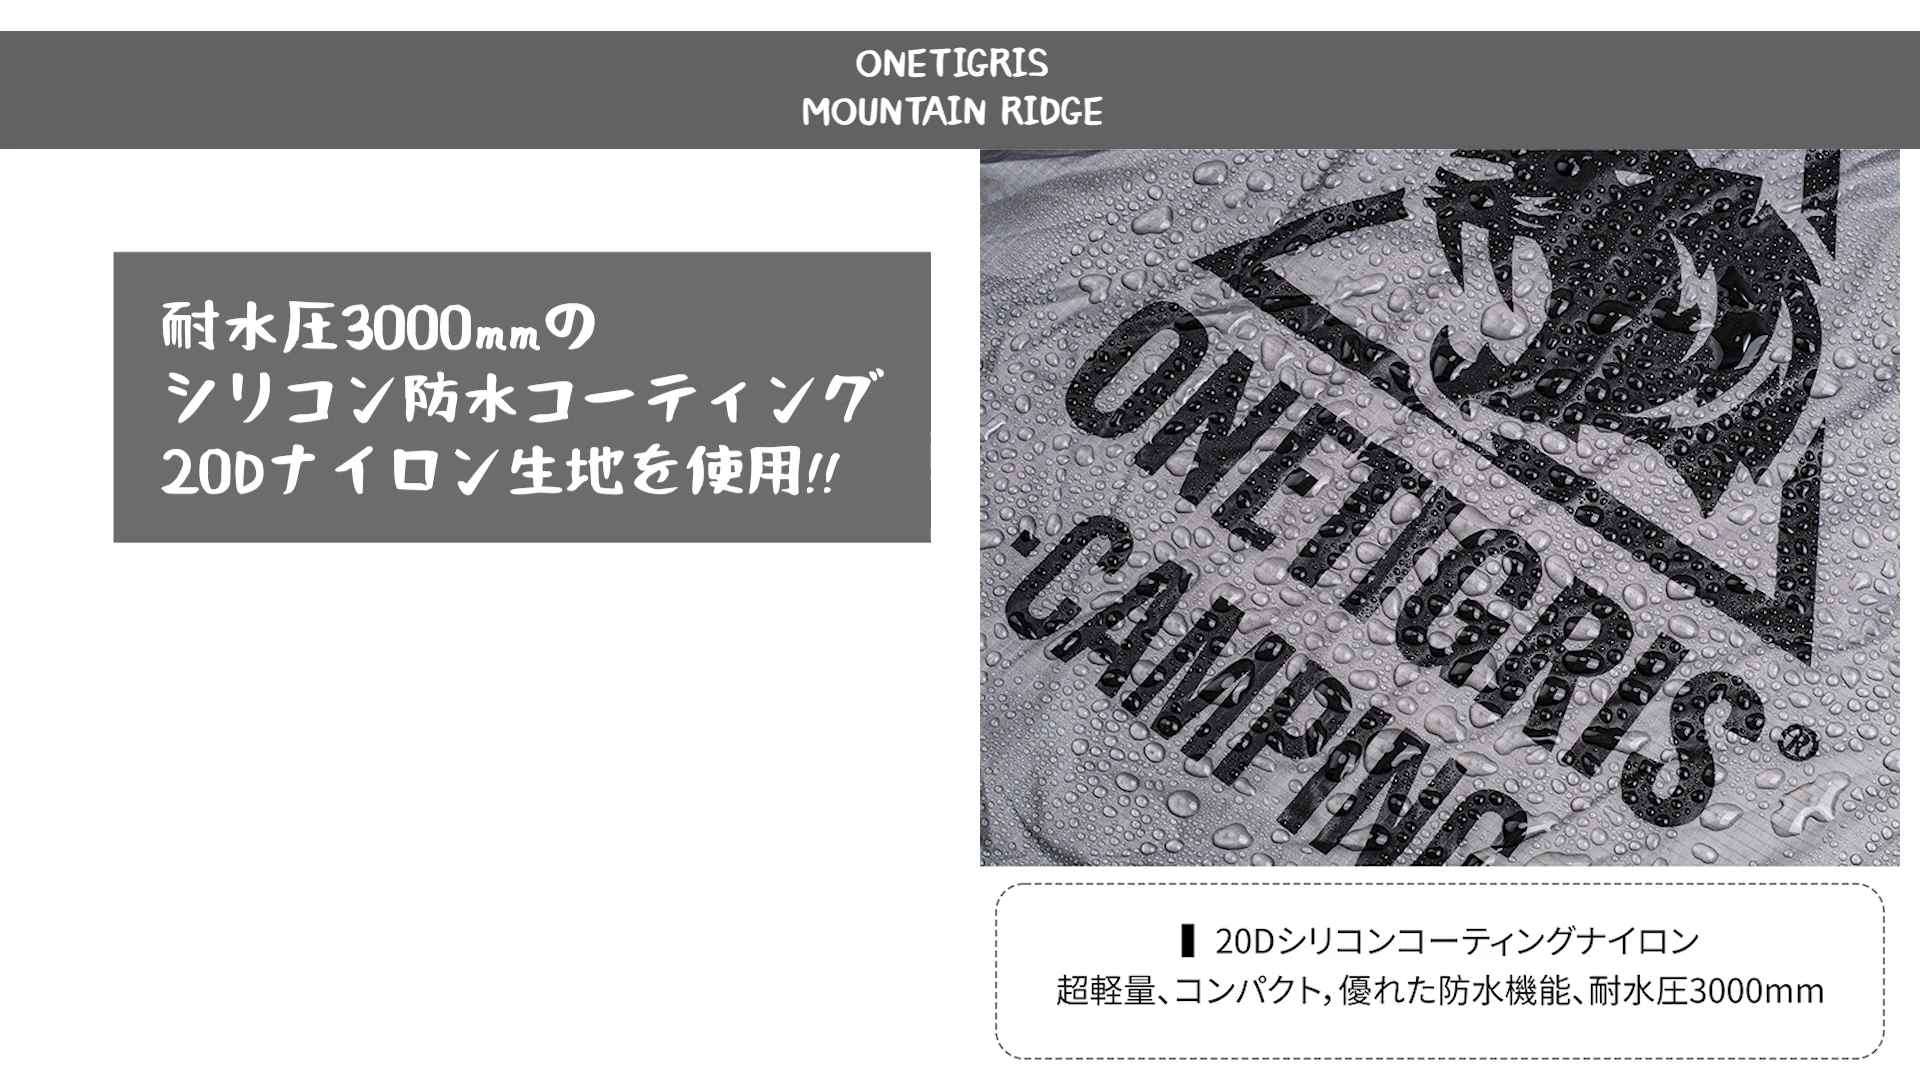 ONETIGRIS
MOUNTAIN RIDGE
耐水圧3000mmの
シリコン防水コーティング
20Dナイロン生地を使用!!
ONETIGRIS®
·CAMPING
▍20Dシリコンコーティングナイロン
超軽量、コンパクト,優れた防水機能、耐水圧3000mm